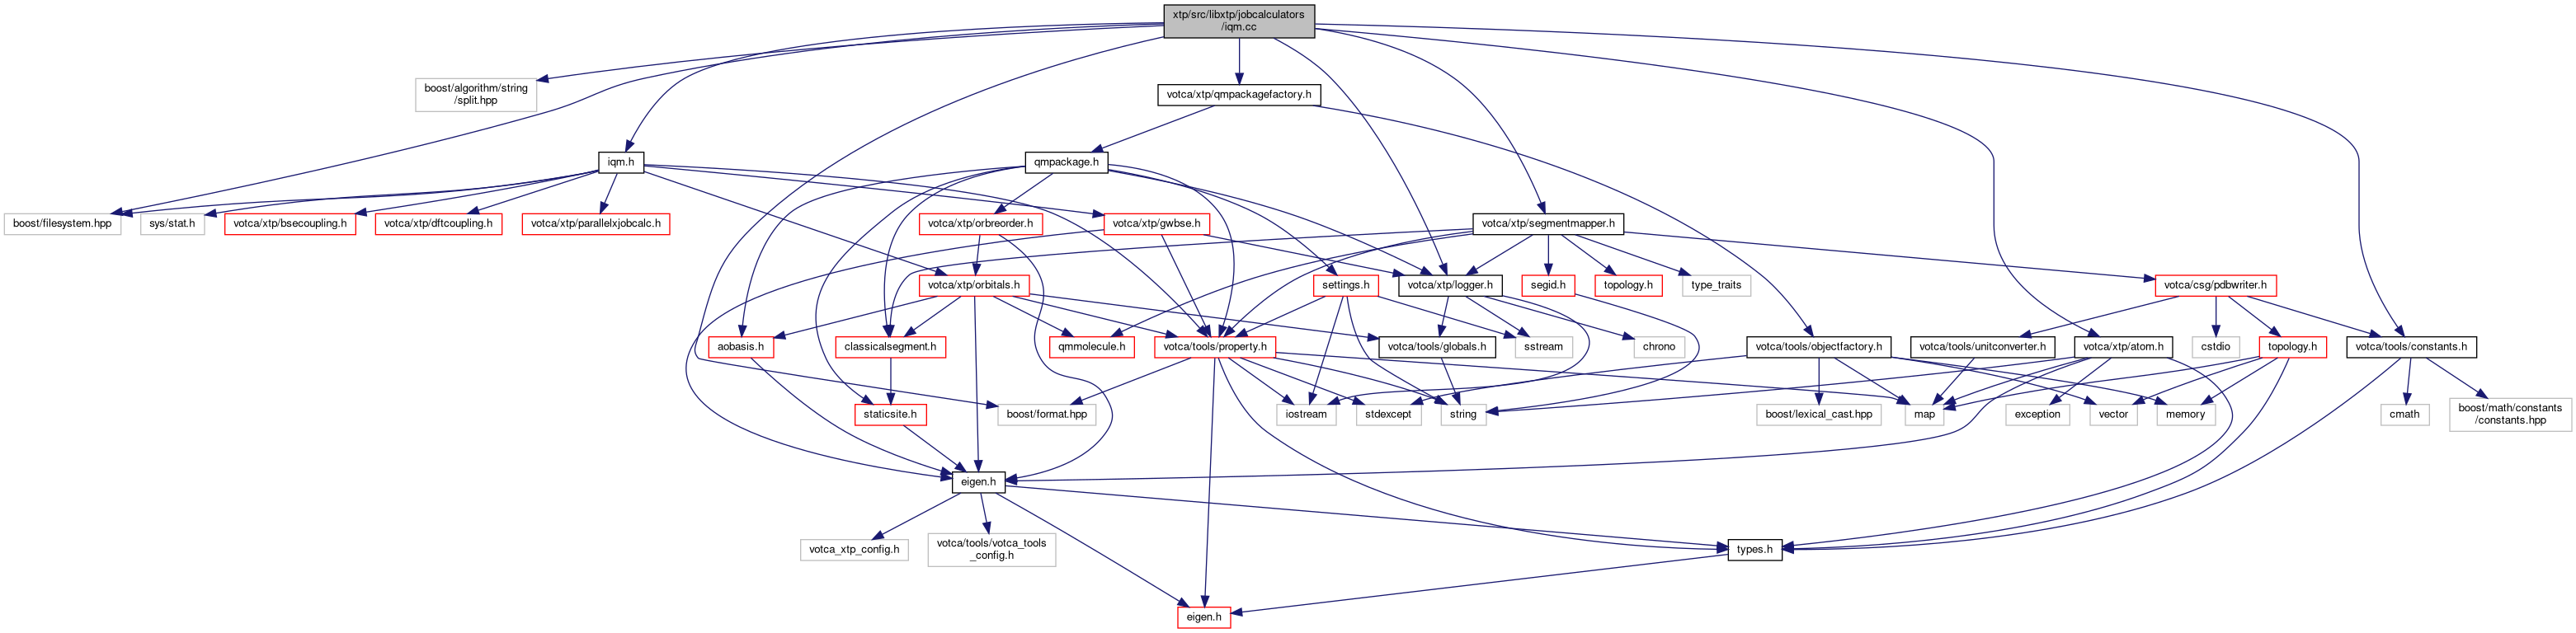 xtp/src/libxtp/jobcalculators
/iqm.cc
boost/algorithm/string
/split.hpp
votca/xtp/qmpackagefactory.h
iqm.h
qmpackage.h
boost/filesystem.hpp
sys/stat.h
votca/xtp/bsecoupling.h
votca/xtp/dftcoupling.h
votca/xtp/parallelxjobcalc.h
votca/xtp/orbreorder.h
votca/xtp/gwbse.h
votca/xtp/segmentmapper.h
votca/xtp/orbitals.h
settings.h
votca/xtp/logger.h
segid.h
topology.h
type_traits
votca/csg/pdbwriter.h
aobasis.h
classicalsegment.h
qmmolecule.h
votca/tools/property.h
votca/tools/globals.h
sstream
chrono
votca/tools/objectfactory.h
votca/tools/unitconverter.h
votca/xtp/atom.h
cstdio
topology.h
votca/tools/constants.h
staticsite.h
boost/format.hpp
iostream
stdexcept
string
boost/lexical_cast.hpp
map
exception
vector
memory
cmath
boost/math/constants
/constants.hpp
eigen.h
votca_xtp_config.h
votca/tools/votca_tools
_config.h
types.h
eigen.h